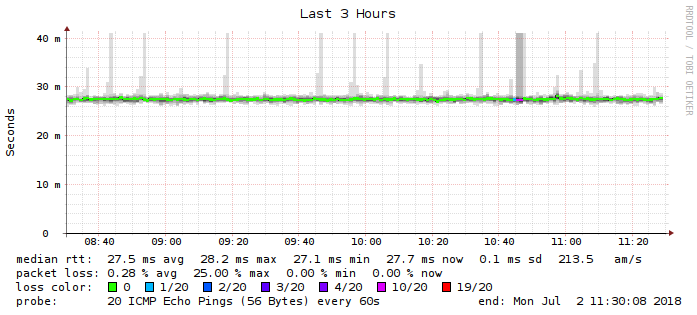 Last 3 Hours
RRDTOOL / TOBI OETIKER
Seconds
40 m
30 m
20 m
10 m
0
08:40 09:00 09:20 09:40 10:00 10:20 10:40 11:00 11:20
median rtt: 27.5 ms avg 28.2 ms max 27.1 ms min 27.7 ms now 0.1 ms sd 213.5 am/s
packet loss: 0.28 % avg 25.00 % max 0.00 % min 0.00 % now
loss color: 0 1/20 2/20 3/20 4/20 10/20 19/20
probe: 20 ICMP Echo Pings (56 Bytes) every 60s end: Mon Jul 2 11:30:08 2018